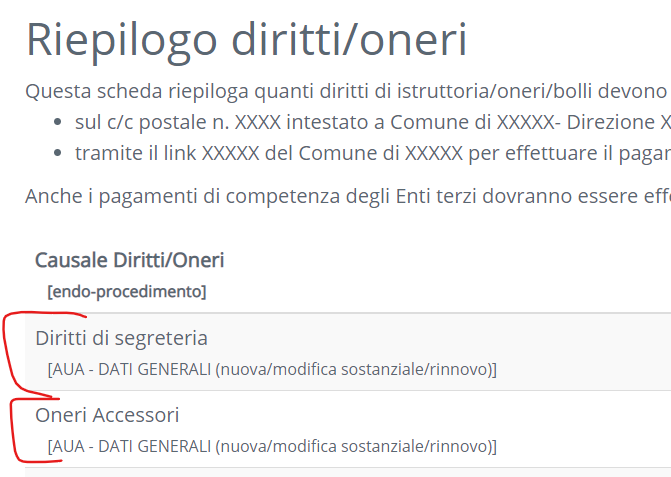 Riepilogo diritti/oneri
Questa scheda riepiloga quanti diritti di istruttoria/oneri/bolli devono
• sul c/c postale n. XXXX intestato a Comune di XXXXX- Direzione X
• tramite il link XXXXX del Comune di XXXXX per effettuare il
Anche i pagamenti di competenza degli Enti terzi dovranno essere
Causale Diritti/Oneri
[endo-procedimento]
Diritti di segreteria
[AUA - DATI GENERALI (nuova/modifica sostanziale/rinnovo)]
Oneri Accessori
[AUA - DATI GENERALI (nuova/modifica sostanziale/rinnovo)]